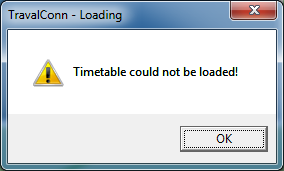 TravalConn - Loading
Timetable could not be loaded!
OK